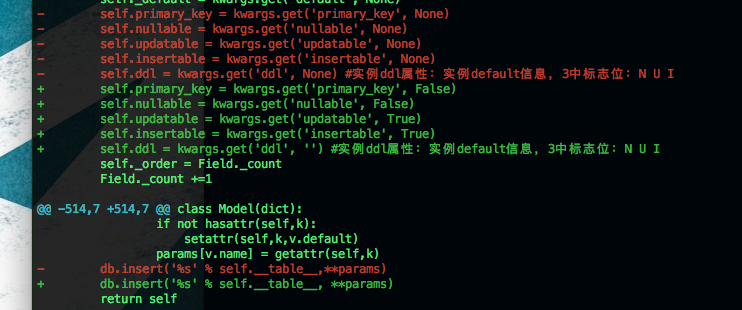 self._default = kwargs.get('default', None)
-        self.primary_key = kwargs.get('primary_key', None)
-        self.nullable = kwargs.get('nullable', None)
-        self.updatable = kwargs.get('updatable', None)
-        self.insertable = kwargs.get('insertable', None)
-        self.ddl = kwargs.get('ddl', None) #实例ddl属性：实例default信息，3中标志位：N U I
+        self.primary_key = kwargs.get('primary_key', False)
+        self.nullable = kwargs.get('nullable', False)
+        self.updatable = kwargs.get('updatable', True)
+        self.insertable = kwargs.get('insertable', True)
+        self.ddl = kwargs.get('ddl', '') #实例ddl属性：实例default信息，3中标志位：N U I
         self._order = Field._count
         Field._count +=1
@@ -514,7 +514,7 @@ class Model(dict):
                 if not hasattr(self,k):
                     setattr(self,k,v.default)
                 params[v.name] = getattr(self,k)
-        db.insert('%s' % self.__table__,**params)
+        db.insert('%s' % self.__table__, **params)
         return self